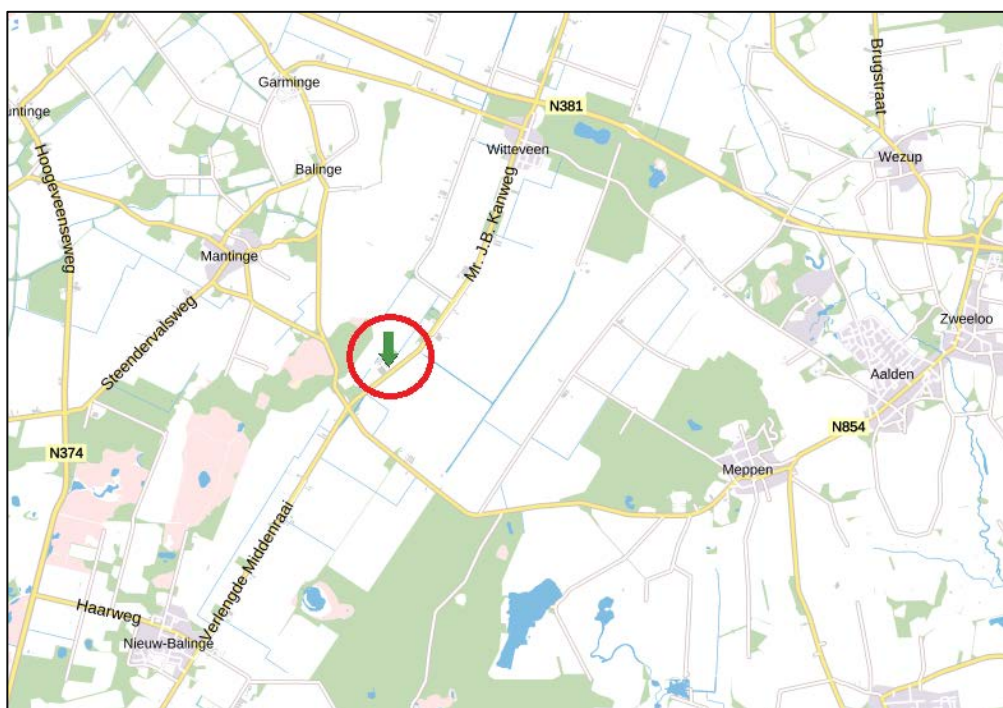 Garminge
N381
Brugstraat
Witteveen
Wezup
Balinge
Hoogeveenseweg
Mr. J.B. Kanweg
Mantinge
Steendervalsweg
Zweeloo
Aalden
N854
N374
Meppen
Verlengde Middenraai
Haarweg
Nieuw-Balinge